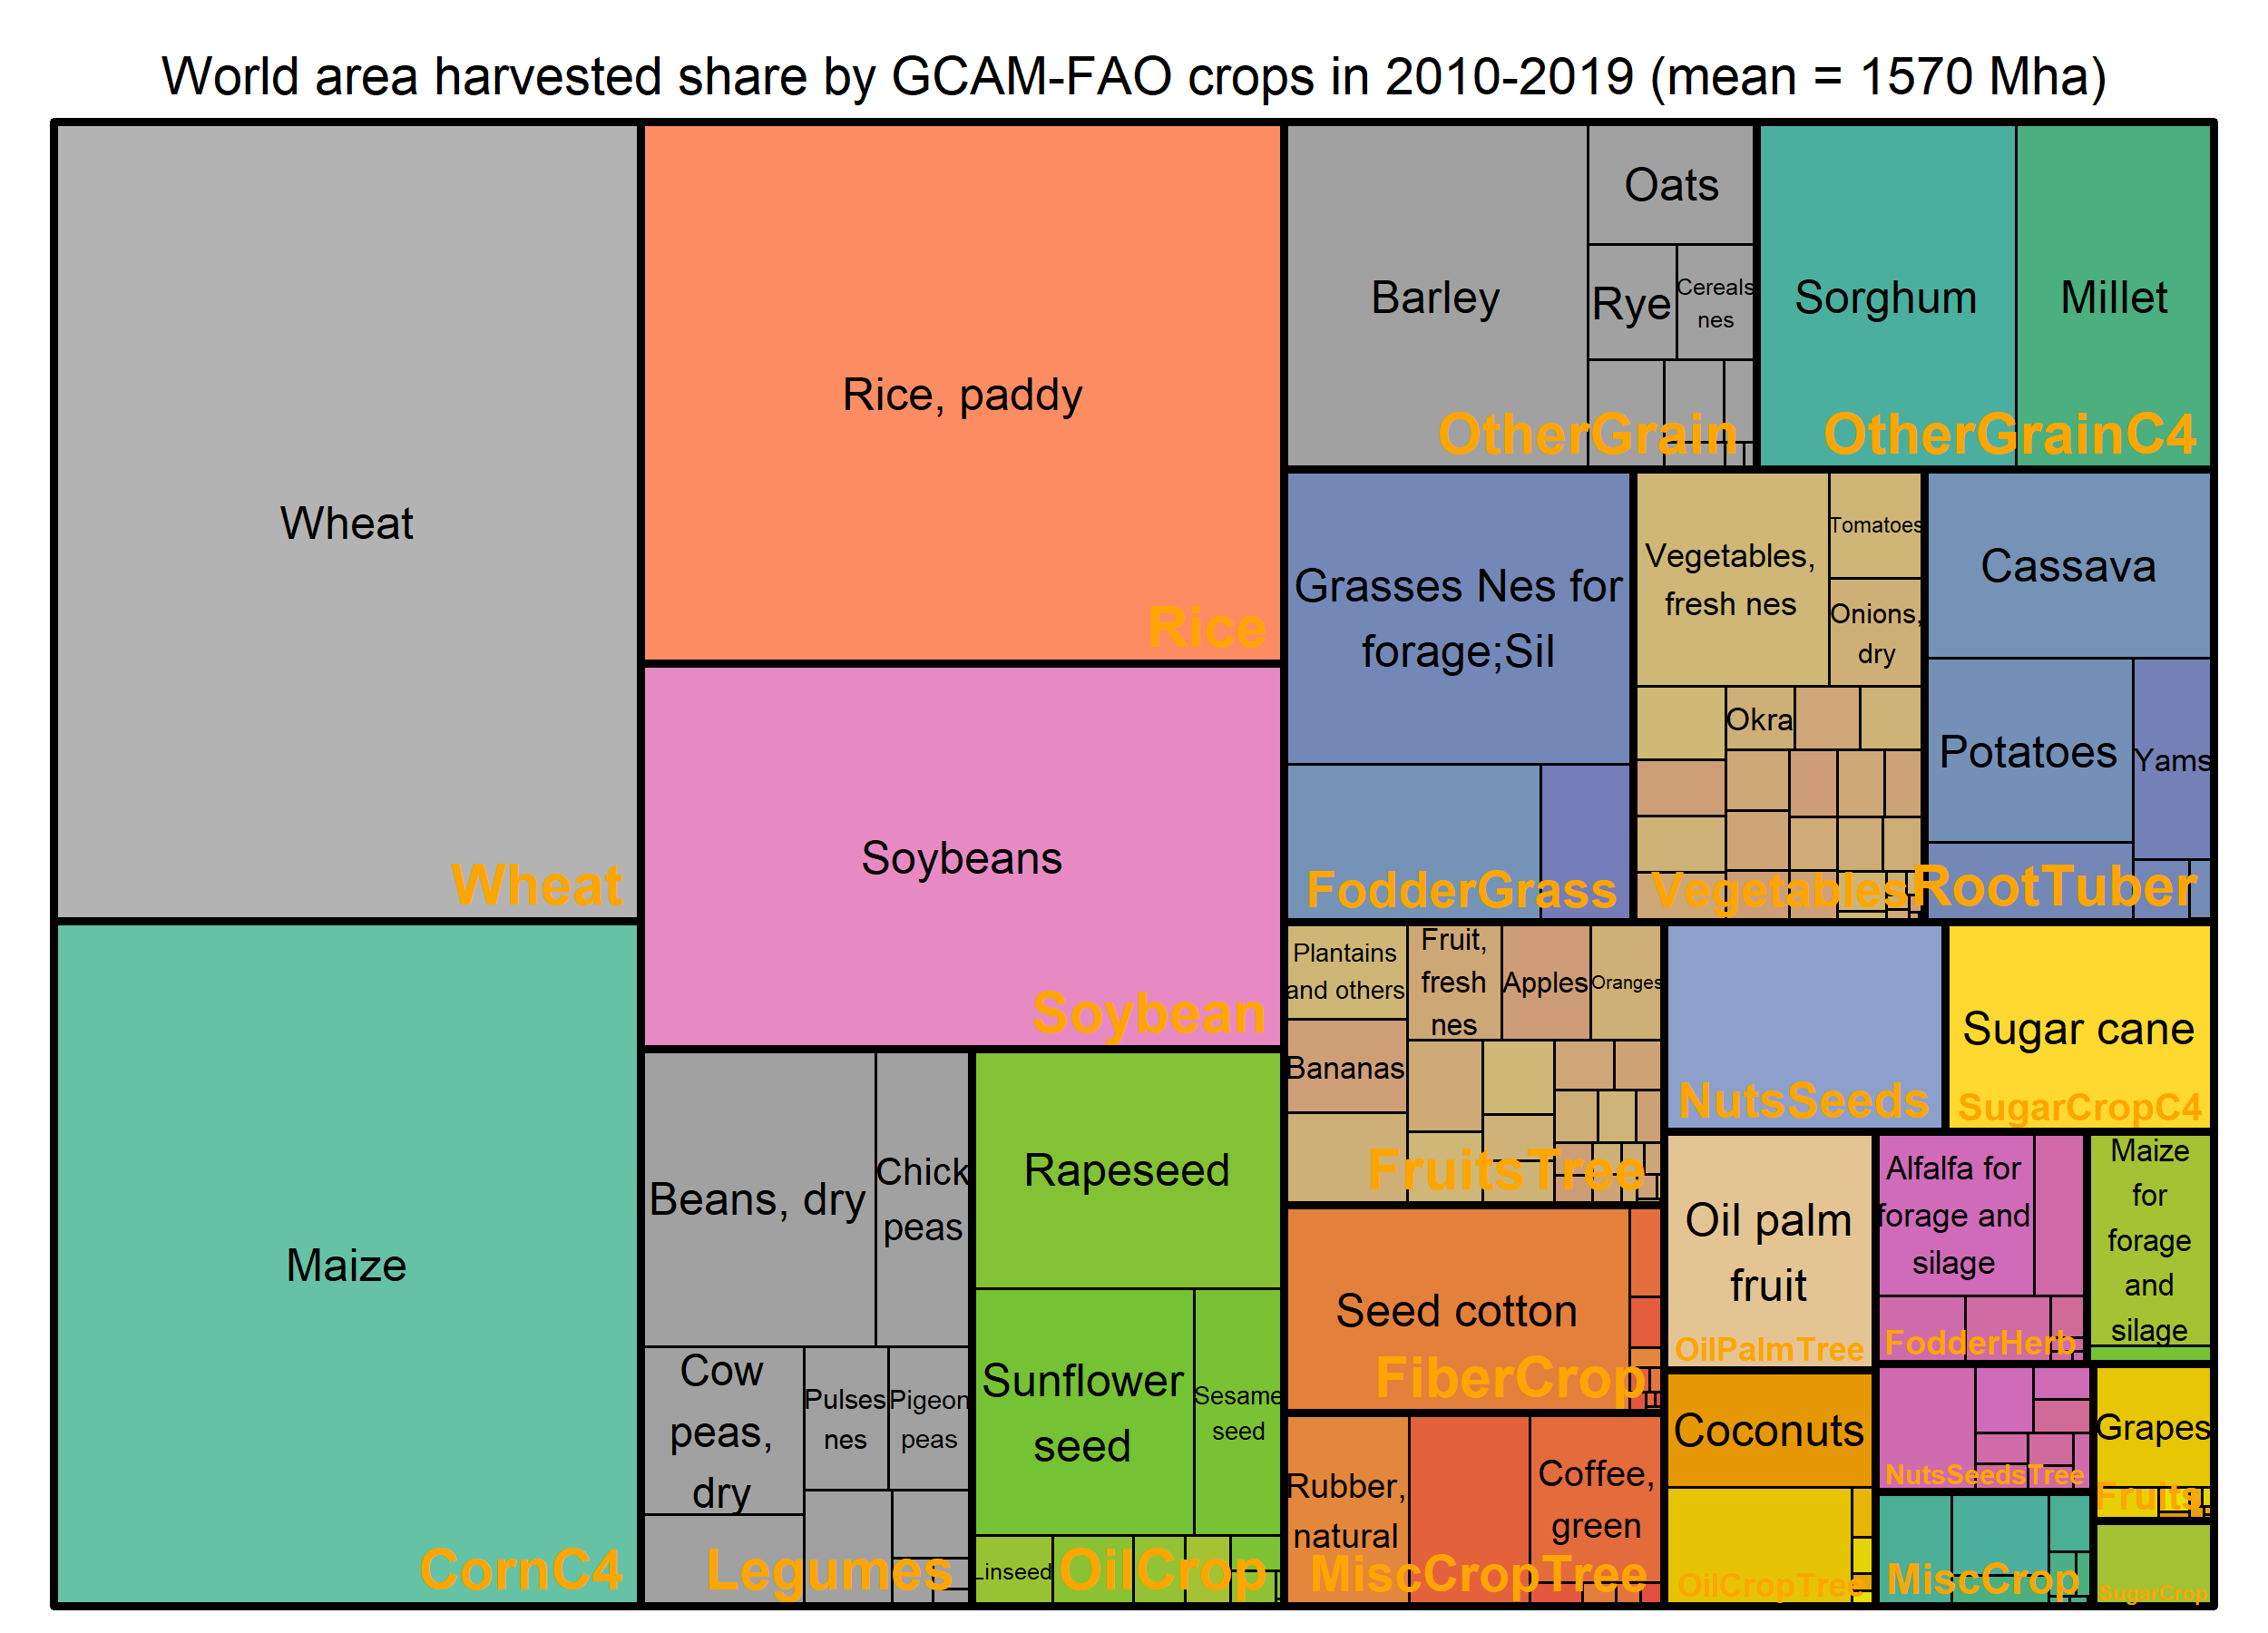 World area harvested share by GCAM-FAO crops in 2010-2019 (mean = 1570 Mha)
Wheat
Wheat
Maize
CornC4
Rice, paddy
Rice
Soybeans
Soybean
Beans, dry
Chick
peas
Cow
peas,
dry
Pulses
nes
Pigeon
peas
Legumes
Rapeseed
Sunflower
seed
Sesame
seed
Linseed
OilCrop
Barley
Oats
Rye
Cereals
nes
OtherGrain
Sorghum
Millet
OtherGrainC4
Grasses Nes for
forage;Sil
FodderGrass
Vegetables,
fresh nes
Tomatoes
Onions,
dry
Okra
Vegetables
Cassava
Potatoes
Yams
RootTuber
Plantains
and others
Fruit,
fresh
nes
Apples
Oranges
Bananas
FruitsTree
NutsSeeds
Sugar cane
SugarCropC4
Seed cotton
FiberCrop
Oil palm
fruit
OilPalmTree
Alfalfa for
forage and
silage
FodderHerb
Maize
for
forage
and
silage
Rubber,
natural
Coffee,
green
MiscCropTree
Coconuts
OilCropTree
NutsSeedsTree
Grapes
Fruits
MiscCrop
SugarCrop